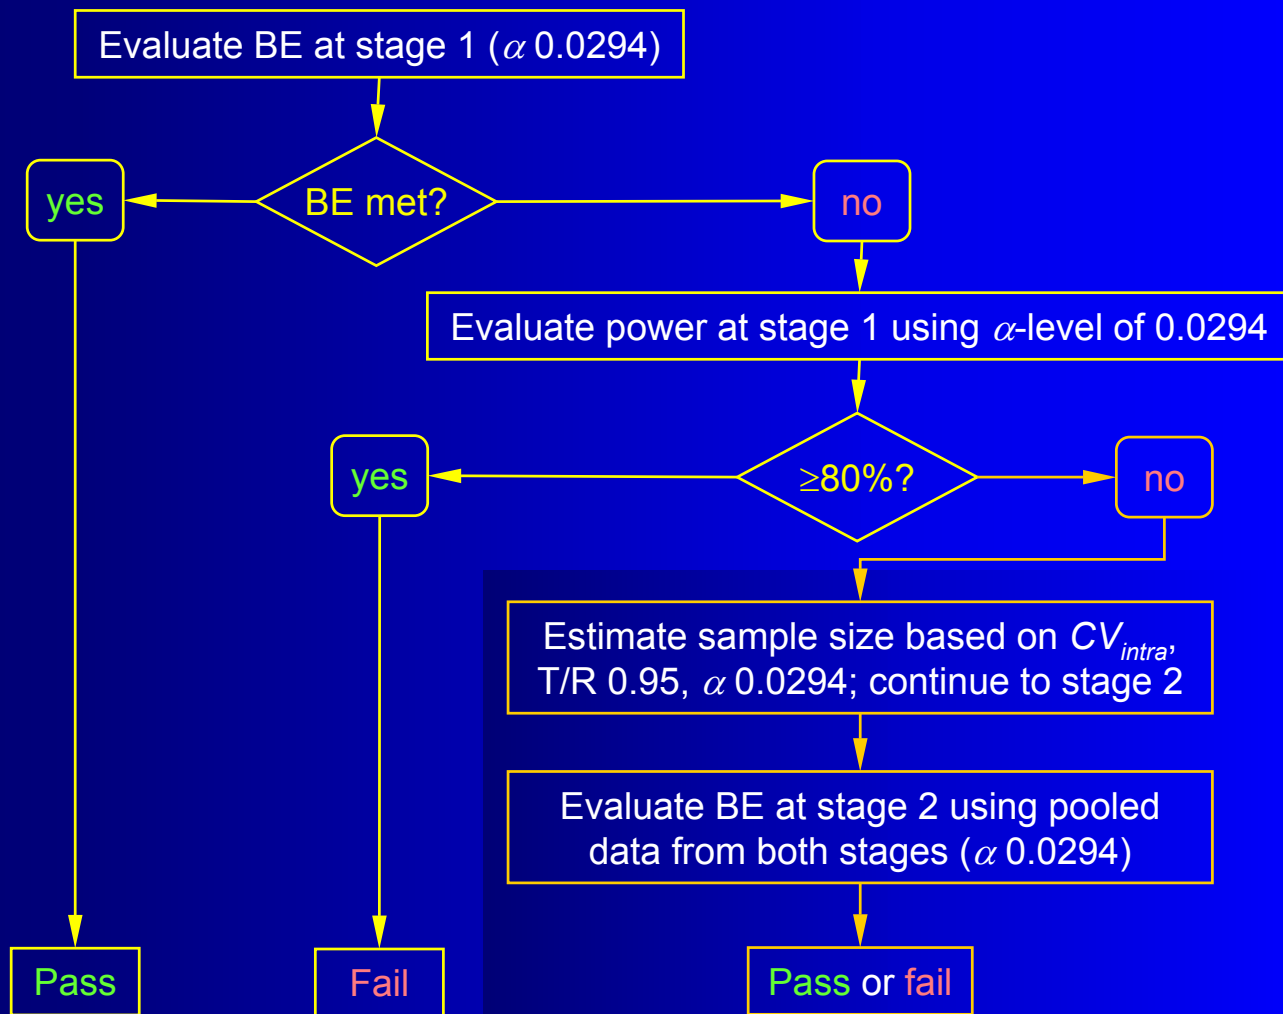 Evaluate BE at stage 1 (α 0.0294)
yes
BE met?
no
Evaluate power at stage 1 using α-level of 0.0294
yes
≥80%?
no
Estimate sample size based on CVintra,
T/R 0.95, α 0.0294; continue to stage 2
Evaluate BE at stage 2 using pooled
data from both stages (α 0.0294)
Pass
Fail
Pass or fail